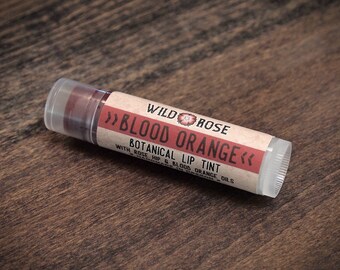 WILD ROSE
>>BLOOD ORANGE<<
BOTANICAL LIP TINT
WITH ROSE HIP & BLOOD ORANGE OILS